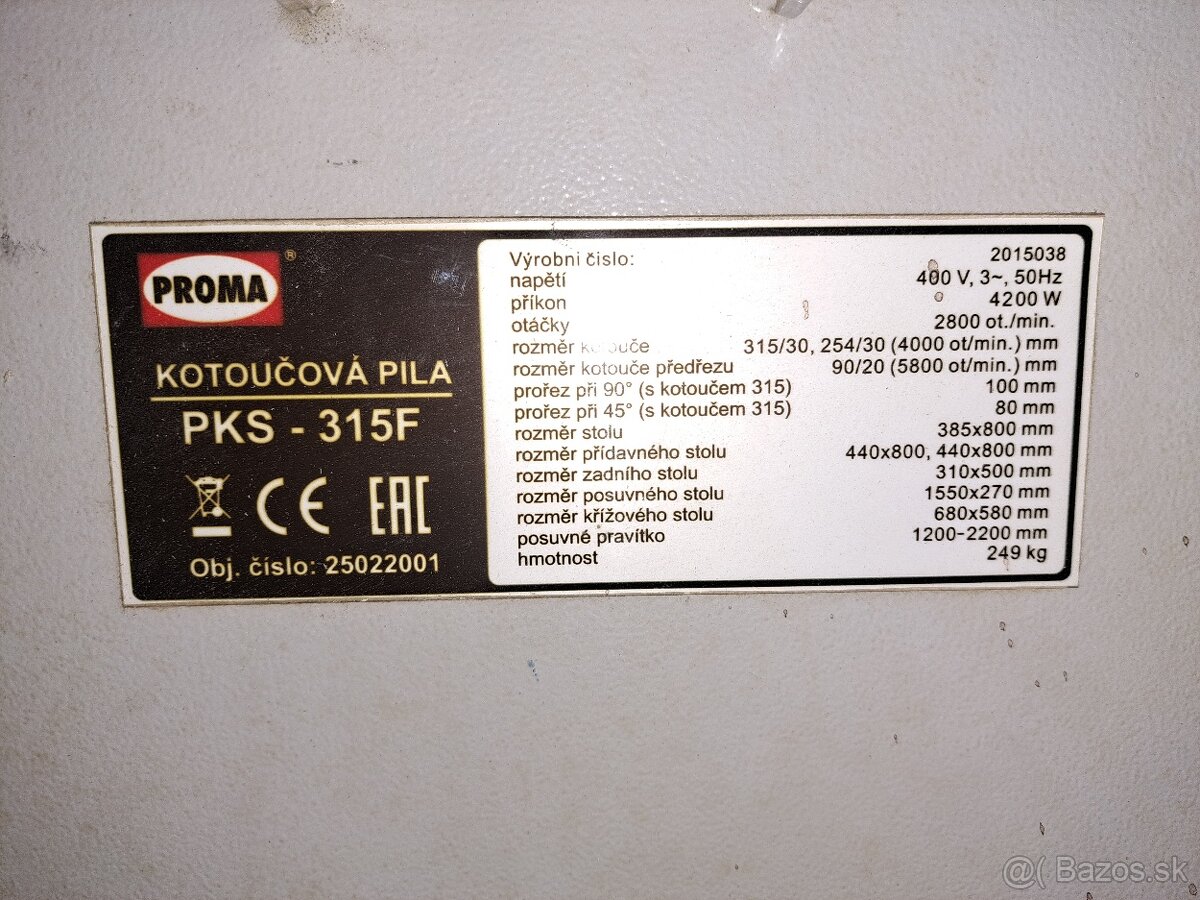 PROMA ®
KOTOUČOVÁ PILA
PKS - 315F
CE EAC
Obj. číslo: 25022001
Výrobni čislo: 2015038
napětí 400 V, 3~, 50Hz
příkon 4200 W
otáčky 2800 ot./min.
rozměr kotouče 315/30, 254/30 (4000 ot/min.) mm
rozměr kotouče předřezu 90/20 (5800 ot/min.) mm
prořez při 90° (s kotoučem 315) 100 mm
prořez při 45° (s kotoučem 315) 80 mm
rozměr stolu 385x800 mm
rozměr přídavného stolu 440x800, 440x800 mm
rozměr zadního stolu 310x500 mm
rozměr posuvného stolu 1550x270 mm
rozměr křížového stolu 680x580 mm
posuvné pravítko 1200-2200 mm
hmotnost 249 kg
@( Bazos.sk